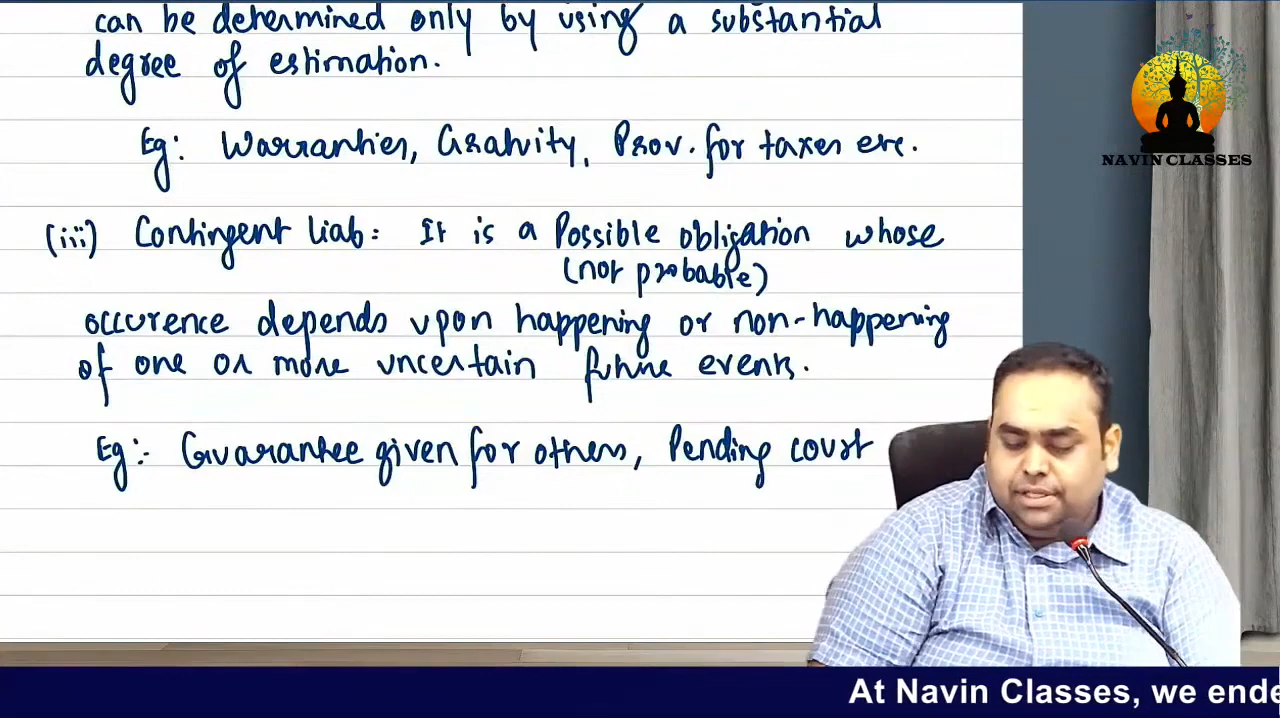 can be determined only by using a substantial
degree of estimation.
Eg: Warranties, Gratuity, Prov. for taxes etc.
(iii) Contingent Liab: It is a Possible obligation whose
(not probable)
occurence depends upon happening or non-happening
of one or more uncertain future events.
Eg:- Guarantee given for others, Pending court
NAVIN CLASSES
At Navin Classes, we ende